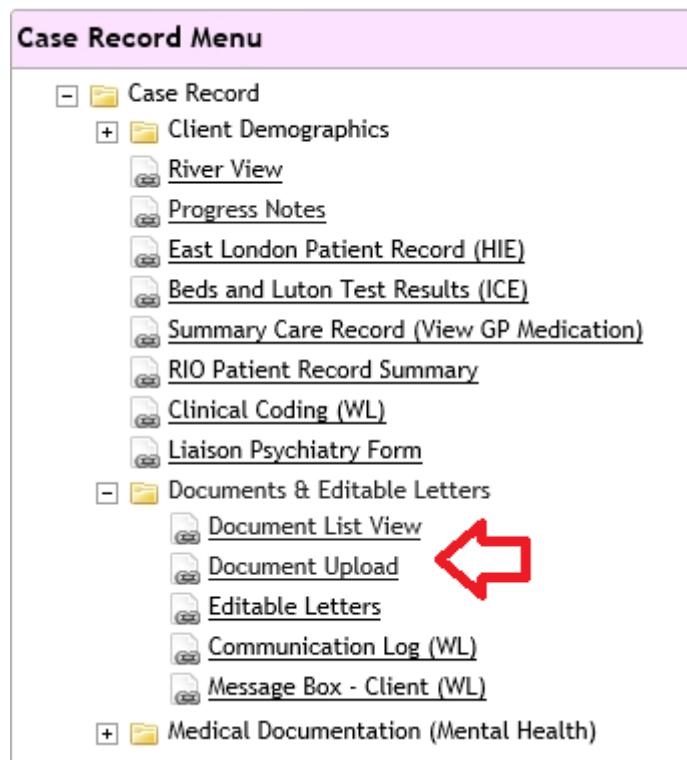 Case Record Menu
Case Record
Client Demographics
River View
Progress Notes
East London Patient Record (HIE)
Beds and Luton Test Results (ICE)
Summary Care Record (View GP Medication)
RIO Patient Record Summary
Clinical Coding (WL)
Liaison Psychiatry Form
Documents & Editable Letters
Document List View
Document Upload
Editable Letters
Communication Log (WL)
Message Box - Client (WL)
Medical Documentation (Mental Health)